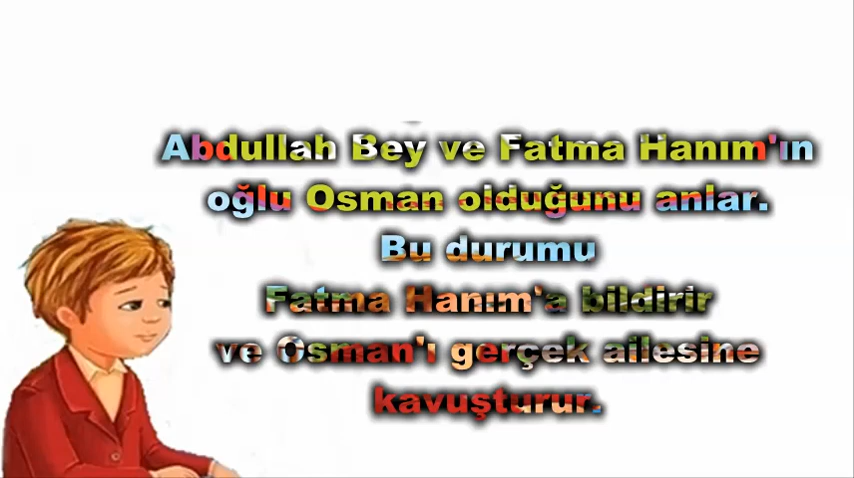 Abdullah Bey ve Fatma Hanım'ın
oğlu Osman olduğunu anlar.
Bu durumu
Fatma Hanım'a bildirir
ve Osman'ı gerçek ailesine
kavuşturur.